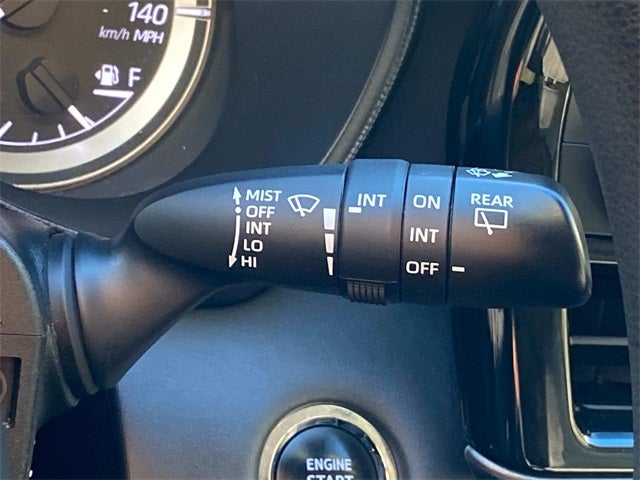 140
km/h MPH
F
MIST
OFF
INT
LO
HI
INT
ON
INT
OFF
REAR
ENGINE
START